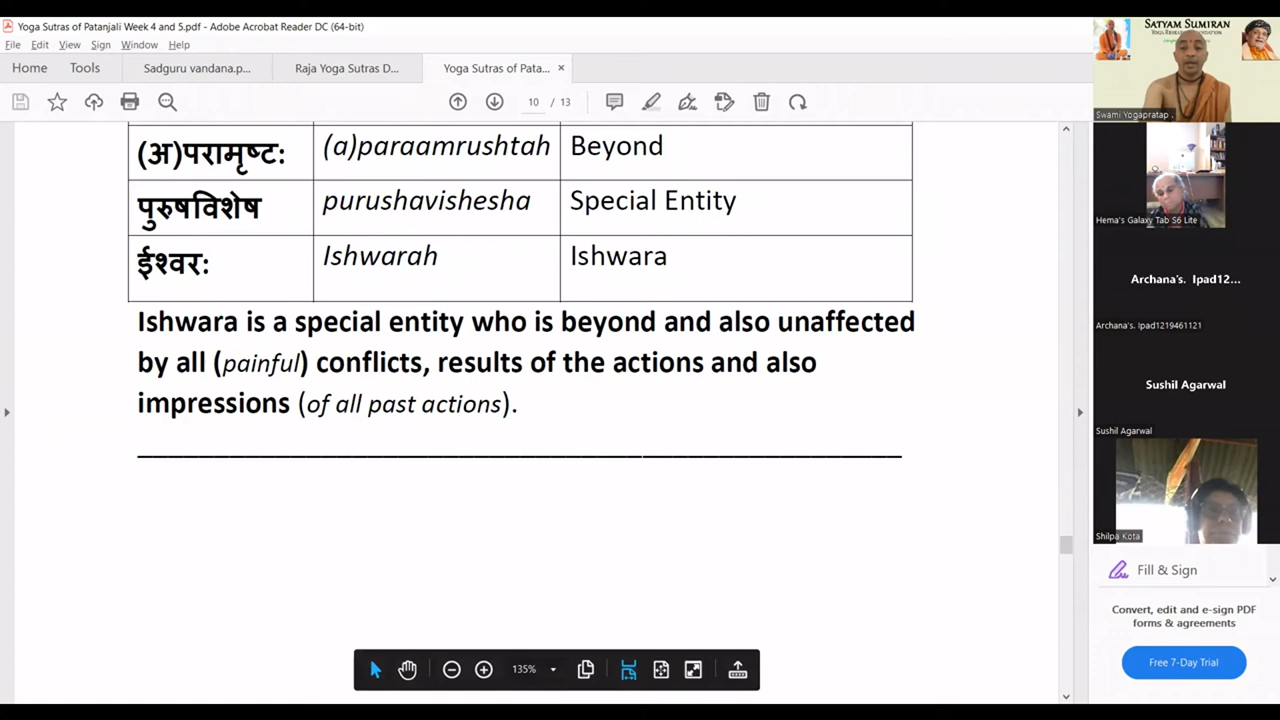 Yoga Sutras of Patanjali Week 4 and 5.pdf - Adobe Acrobat Reader DC (64-bit)
File Edit View Sign Window Help
Home Tools Sadguru vandana.p... Raja Yoga Sutras D... Yoga Sutras of Pata... ×
10 / 13
(अ)परामृष्टः (a)paraamrushtah Beyond
पुरुषविशेष purushavishesha Special Entity
ईश्वरः Ishwarah Ishwara
Ishwara is a special entity who is beyond and also unaffected
by all (painful) conflicts, results of the actions and also
impressions (of all past actions).
135%
SATYAM SUMIRAN
Swami Yogapratap
Hema's Galaxy Tab S6 Lite
Archana's. Ipad12...
Archana's. Ipad1219461121
Sushil Agarwal
Sushil Agarwal
Shilpa Kota
Fill & Sign
Convert, edit and e-sign PDF
forms & agreements
Free 7-Day Trial